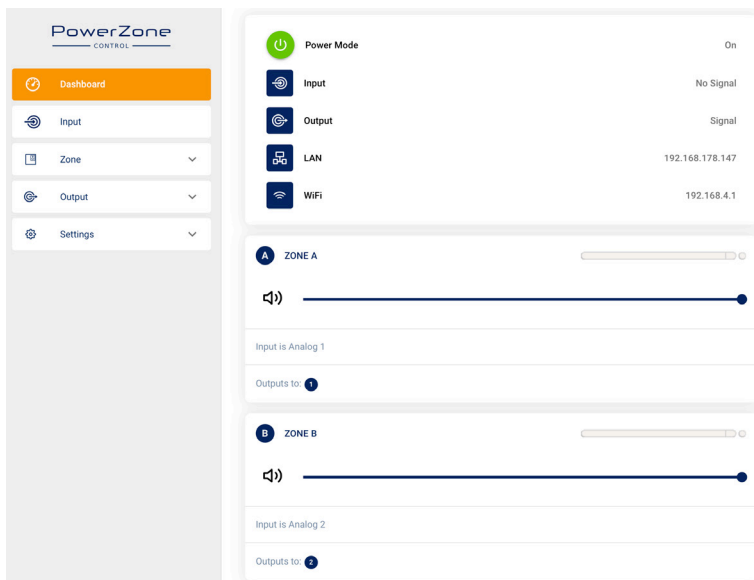 PowerZone
CONTROL
Dashboard
Input
Zone
Output
Settings
Power Mode On
Input No Signal
Output Signal
LAN 192.168.178.147
WiFi 192.168.4.1
A ZONE A
Input is Analog 1
Outputs to: 1
B ZONE B
Input is Analog 2
Outputs to: 2